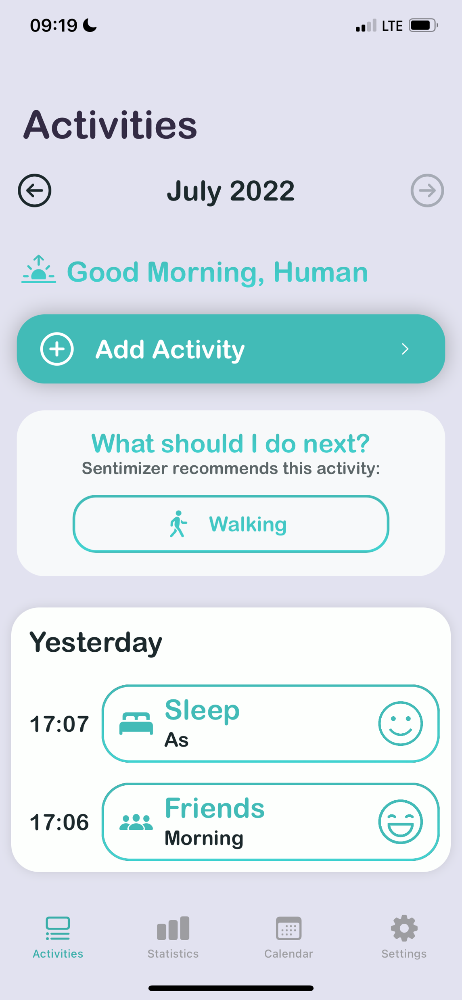 09:19
LTE
Activities
July 2022
Good Morning, Human
Add Activity
What should I do next?
Sentimizer recommends this activity:
Walking
Yesterday
17:07
Sleep
As
17:06
Friends
Morning
Activities
Statistics
Calendar
Settings